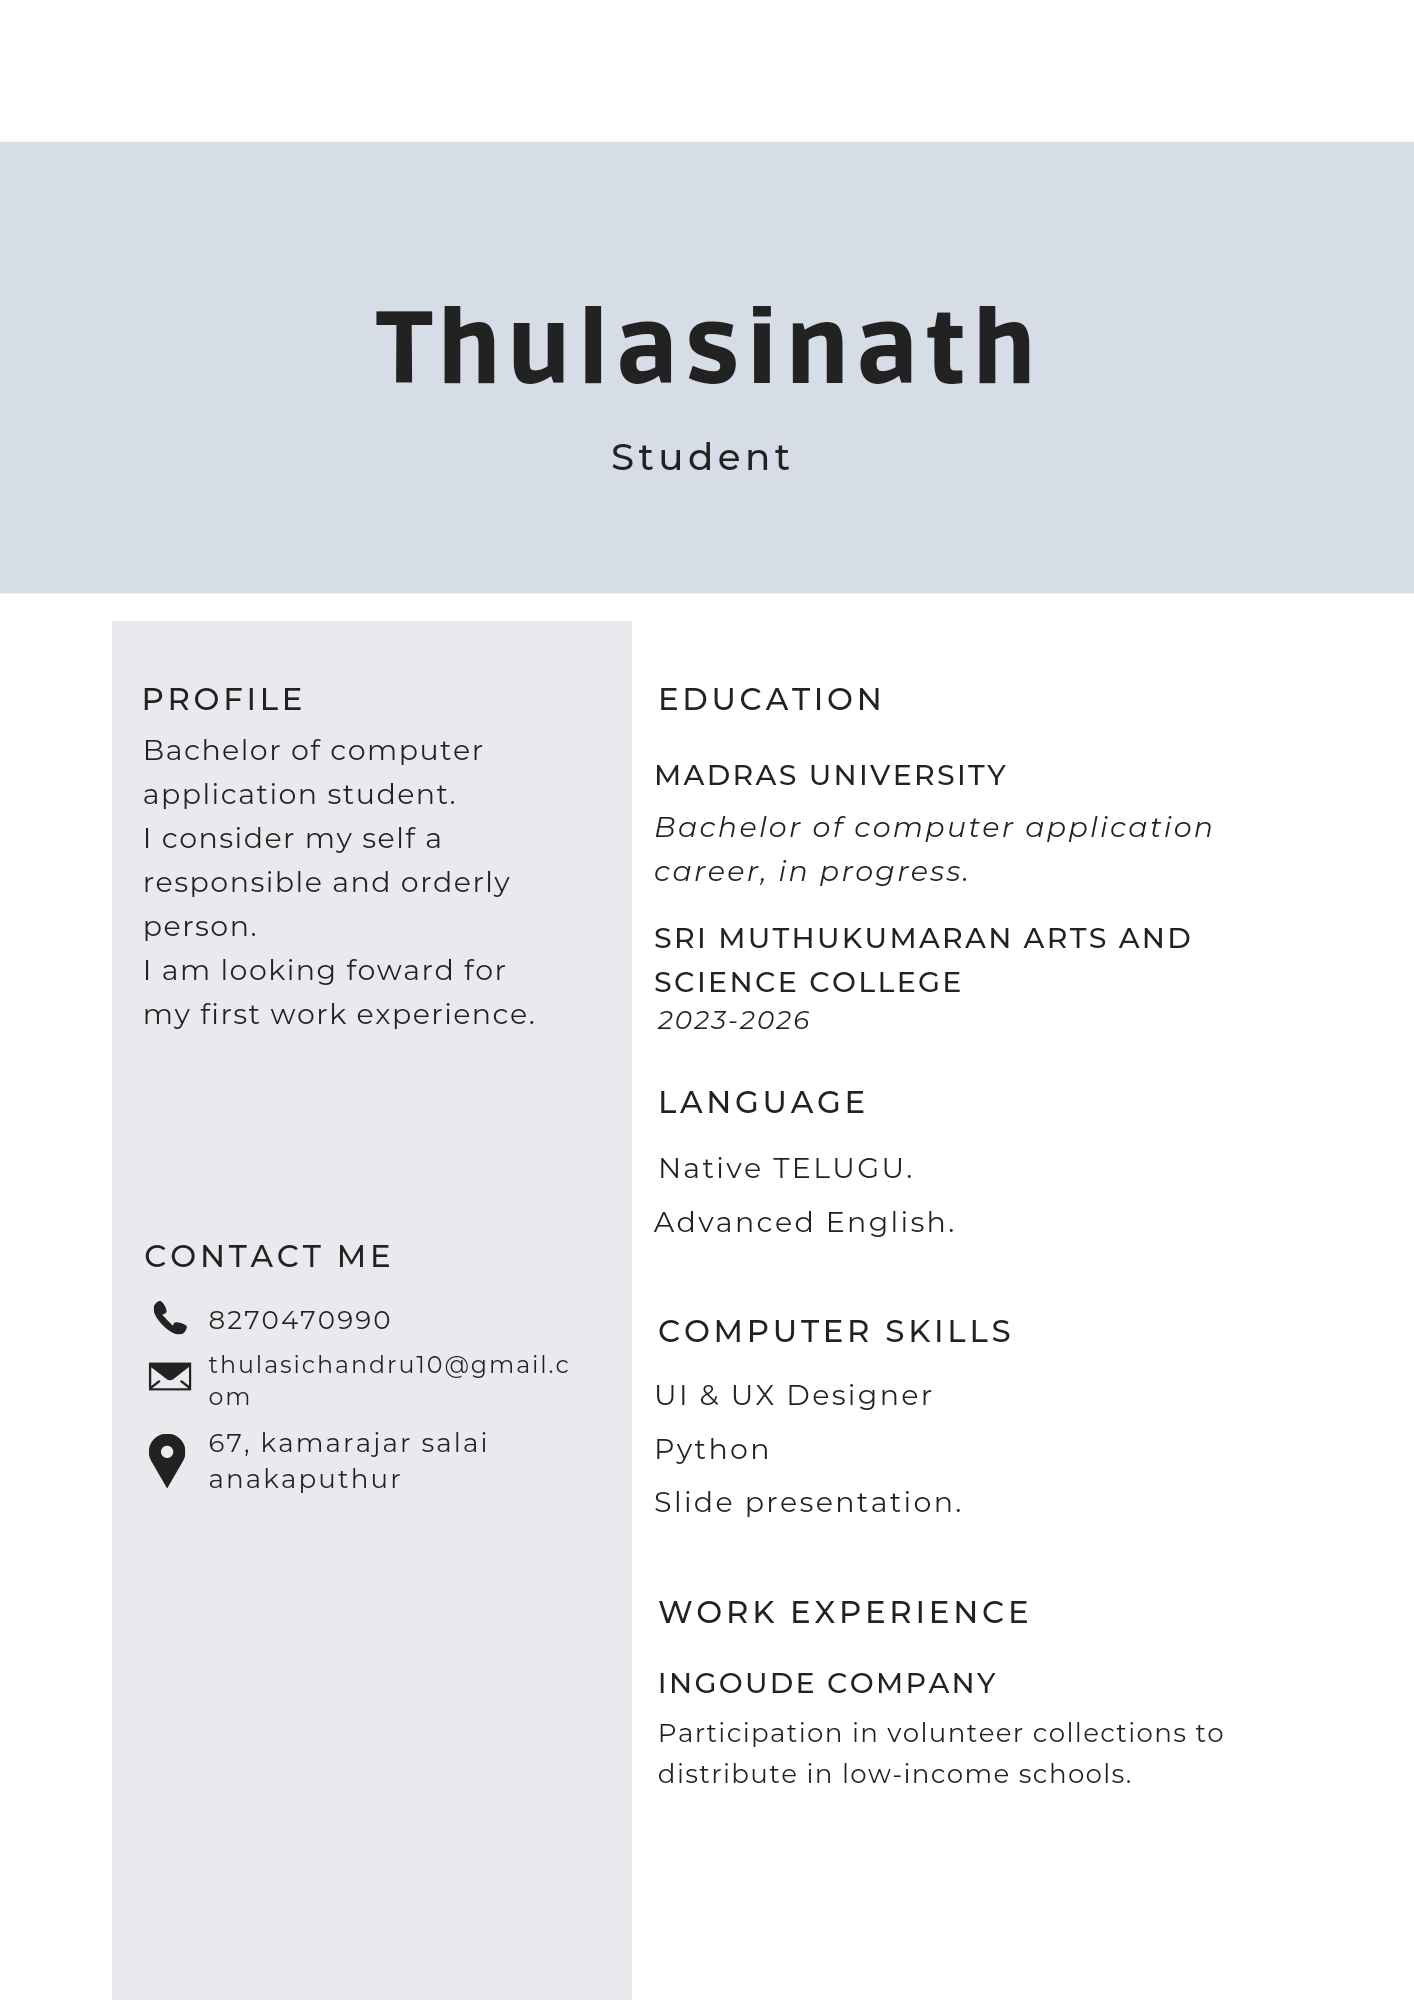 Thulasinath
Student
PROFILE
Bachelor of computer
application student.
I consider my self a
responsible and orderly
person.
I am looking foward for
my first work experience.
CONTACT ME
8270470990
thulasichandru10@gmail.c
om
67, kamarajar salai
anakaputhur
EDUCATION
MADRAS UNIVERSITY
Bachelor of computer application
career, in progress.
SRI MUTHUKUMARAN ARTS AND
SCIENCE COLLEGE
2023-2026
LANGUAGE
Native TELUGU.
Advanced English.
COMPUTER SKILLS
UI & UX Designer
Python
Slide presentation.
WORK EXPERIENCE
INGOUDE COMPANY
Participation in volunteer collections to
distribute in low-income schools.